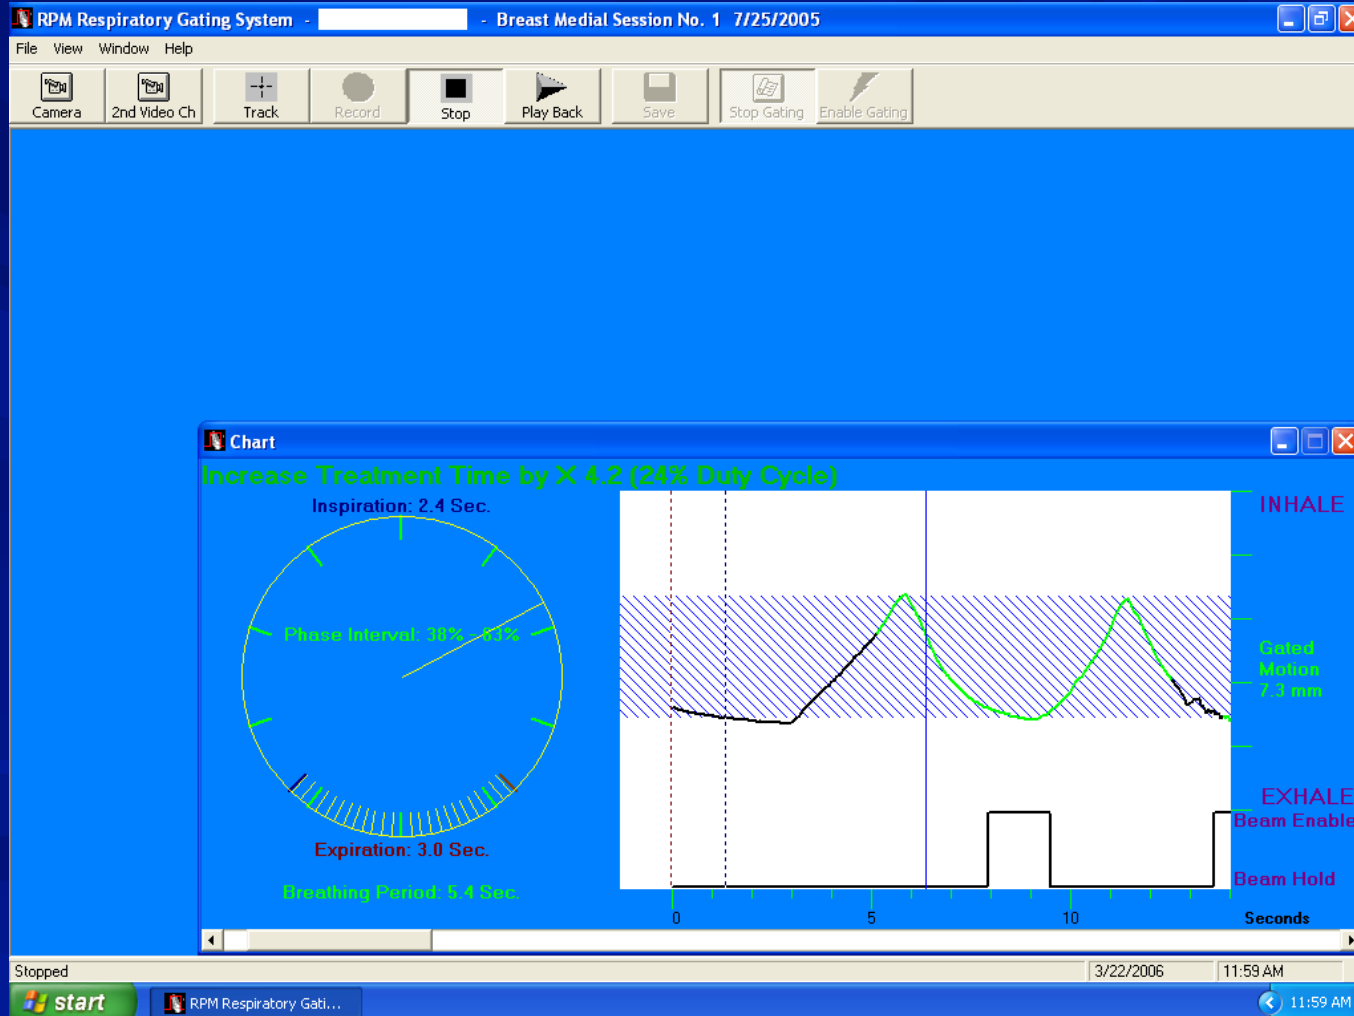 RPM Respiratory Gating System - - Breast Medial Session No. 1 7/25/2005
File View Window Help
Camera 2nd Video Ch Track Record Stop Play Back Save Stop Gating Enable Gating
Chart
Increase Treatment Time by X 4.2 (24% Duty Cycle)
Inspiration: 2.4 Sec.
Phase Interval: 38% - 63%
Expiration: 3.0 Sec.
Breathing Period: 5.4 Sec.
INHALE
Gated
Motion
7.3 mm
EXHALE
Beam Enable
Beam Hold
0 5 10 Seconds
Stopped 3/22/2006 11:59 AM
start RPM Respiratory Gati... 11:59 AM